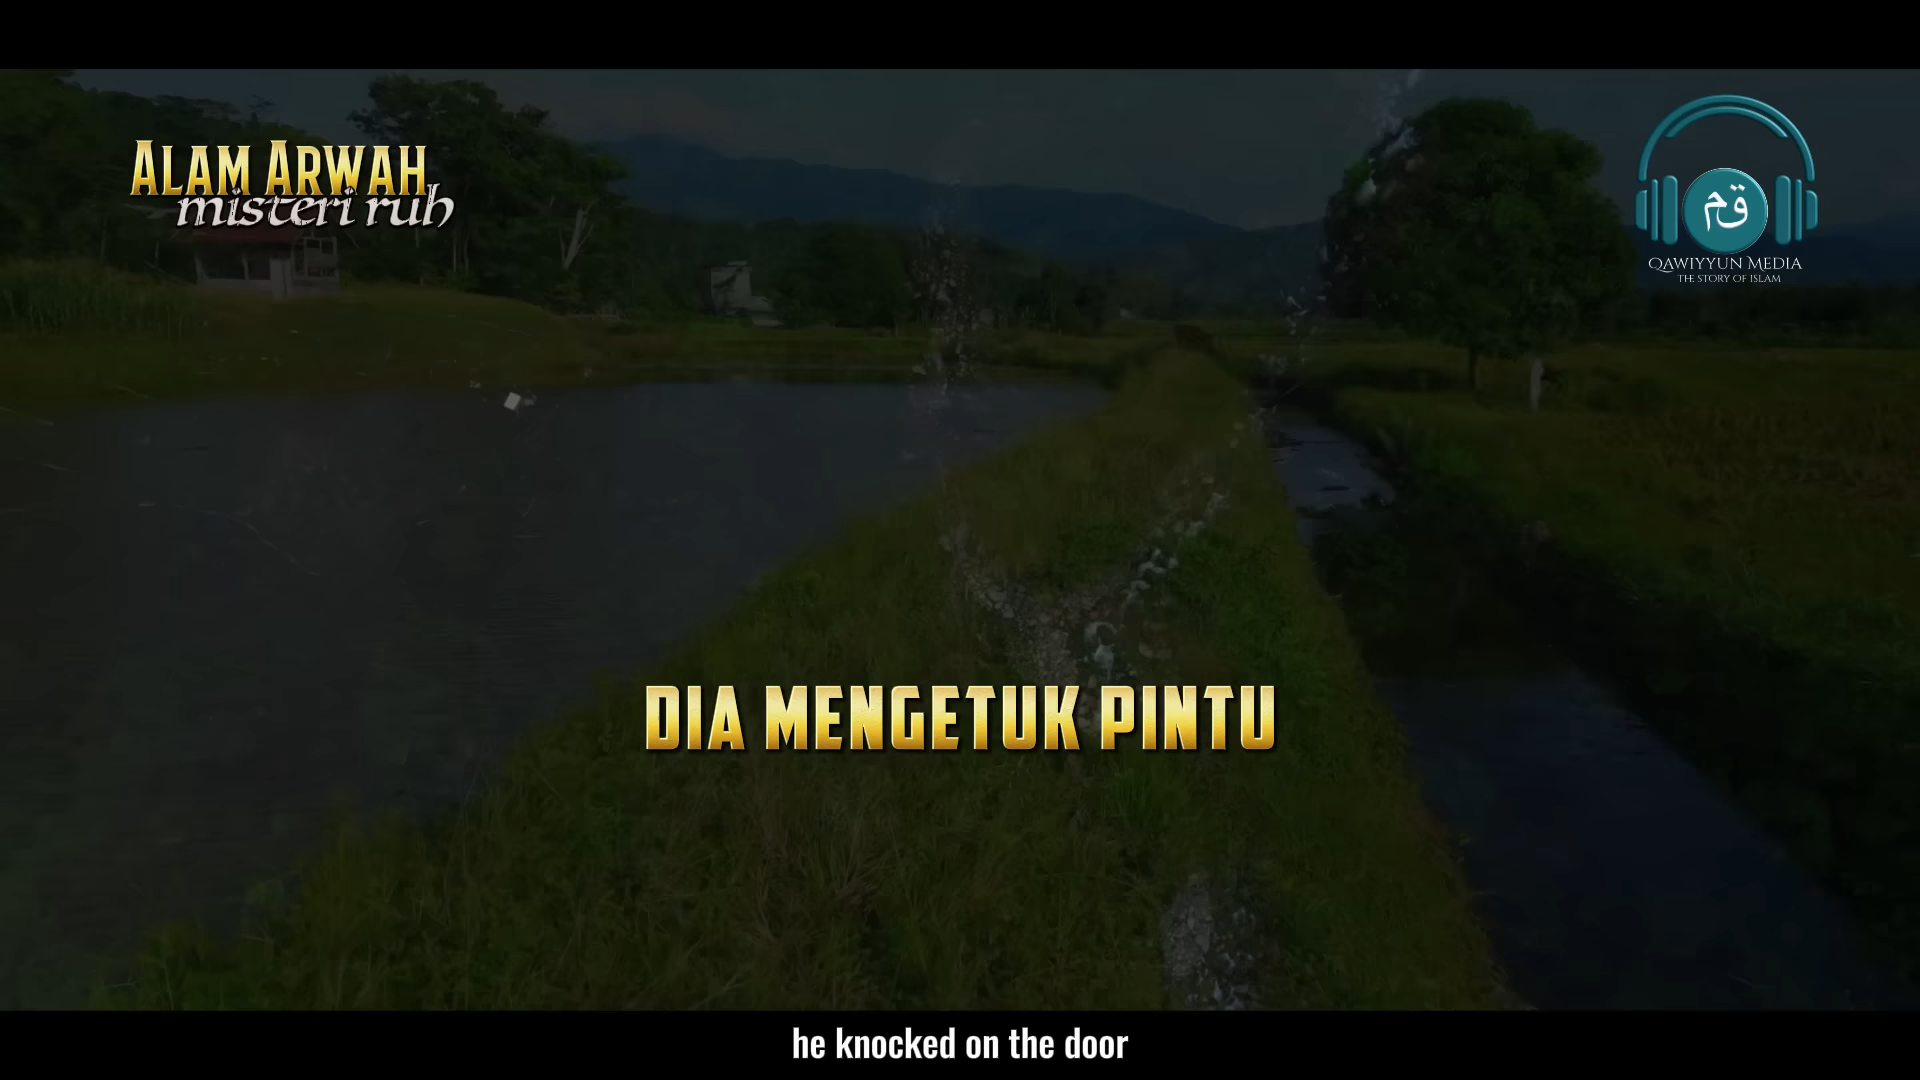 ALAM ARWAH
misteri ruh
قم
QAWIYYUN MEDIA
THE STORY OF ISLAM
DIA MENGETUK PINTU
he knocked on the door